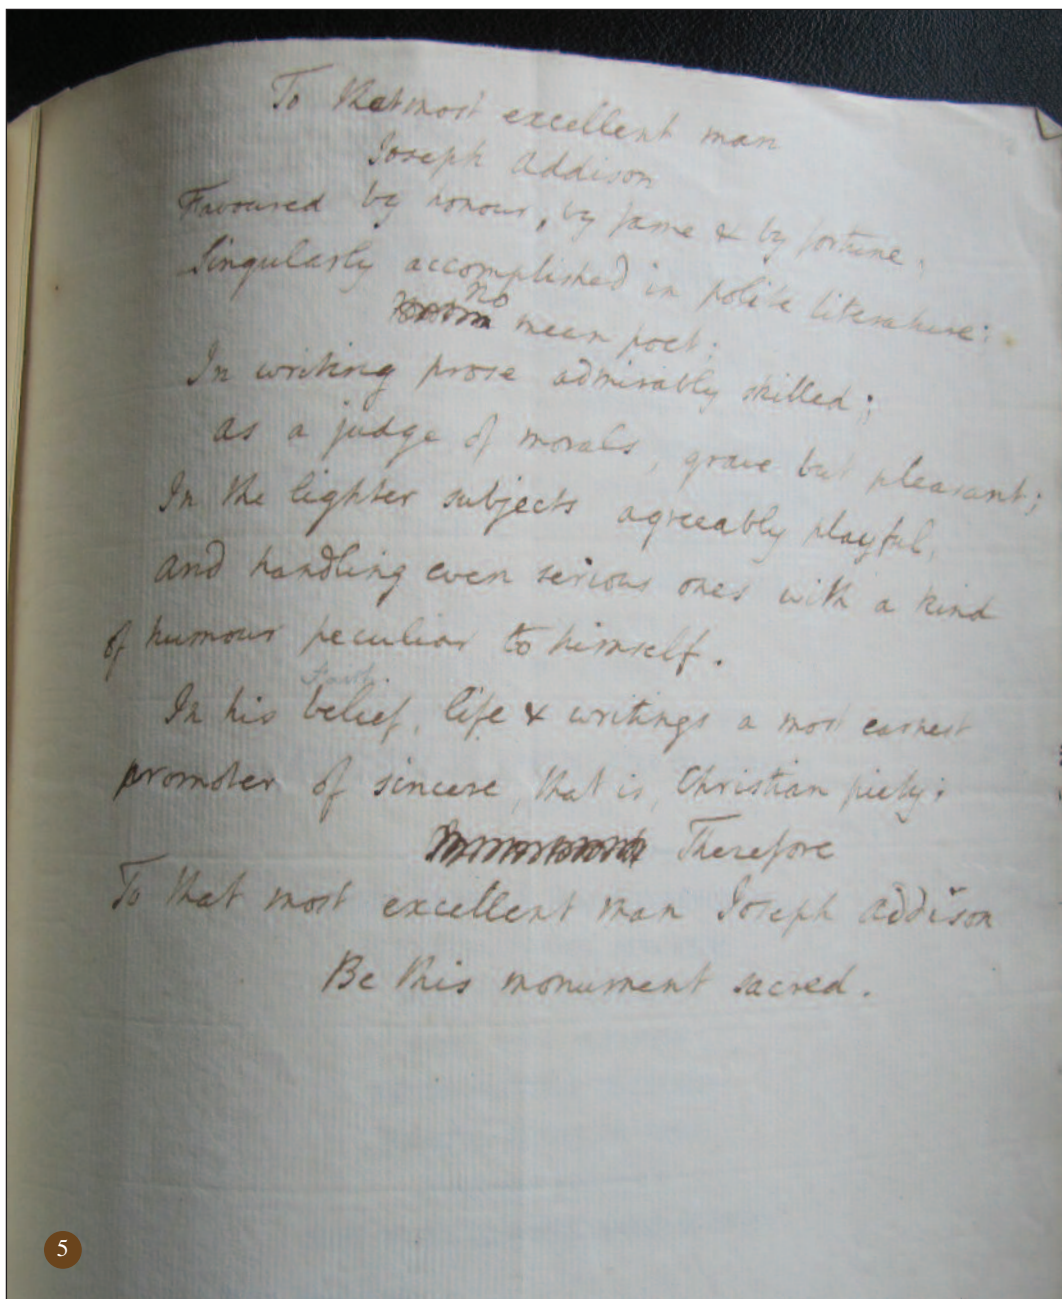 To that most excellent man
Joseph Addison
Favoured by honour, by fame & by fortune.
Singularly accomplished in polite literature:
no
mean poet;
In writing prose admirably skilled;
as a judge of morals, grave but pleasant;
In the lighter subjects agreeably playful,
and handling even serious ones with a kind
of humour peculiar to himself.
Faith
In his belief, life & writings a most earnest
promoter of sincere, that is, Christian piety;
Therefore
To that most excellent man Joseph Addison
Be this monument sacred.
5